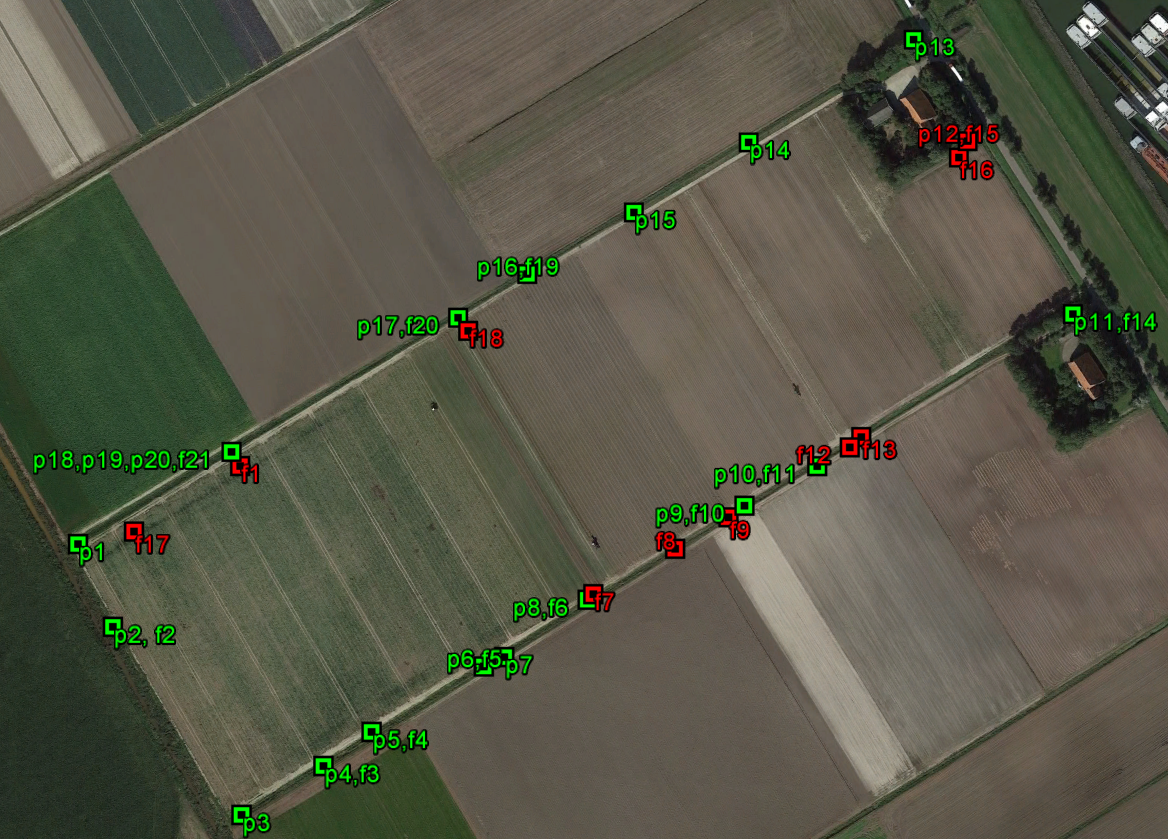 p13
p12,f15
p14
f16
p15
p16,f19
p11,f14
p17,f20
f18
f12
f13
p18,p19,p20,f21
f1
p10,f11
p9,f10
f9
f17
f8
p1
p8,f6
f7
p2, f2
p6,f5
p7
p5,f4
p4,f3
p3